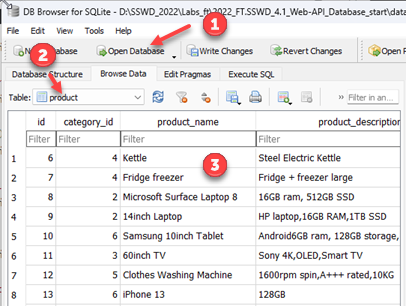 DB Browser for SQLite - D:\SSWD_2022\Labs_ft\2022_FT.SSWD_4.1_Web-API_Database_start\data
File Edit View Tools Help
Database Open Database Write Changes Revert Changes Open P
Database Structure Browse Data Edit Pragmas Execute SQL
Table: product Filter in an...
id category_id product_name product_description
Filter Filter Filter Filter
1 6 4 Kettle Steel Electric Kettle
2 7 4 Fridge freezer Fridge + freezer large
3 8 2 Microsoft Surface Laptop 8 16GB ram, 512GB SSD
4 9 2 14inch Laptop HP laptop,16GB RAM,1TB SSD
5 10 6 Samsung 10inch Tablet Android6GB ram, 128GB storage,
6 11 3 60inch TV Sony 4K,OLED,Smart TV
7 12 5 Clothes Washing Machine 1600rpm spin,A+++ rated,10KG
8 13 6 iPhone 13 128GB
1
2
3